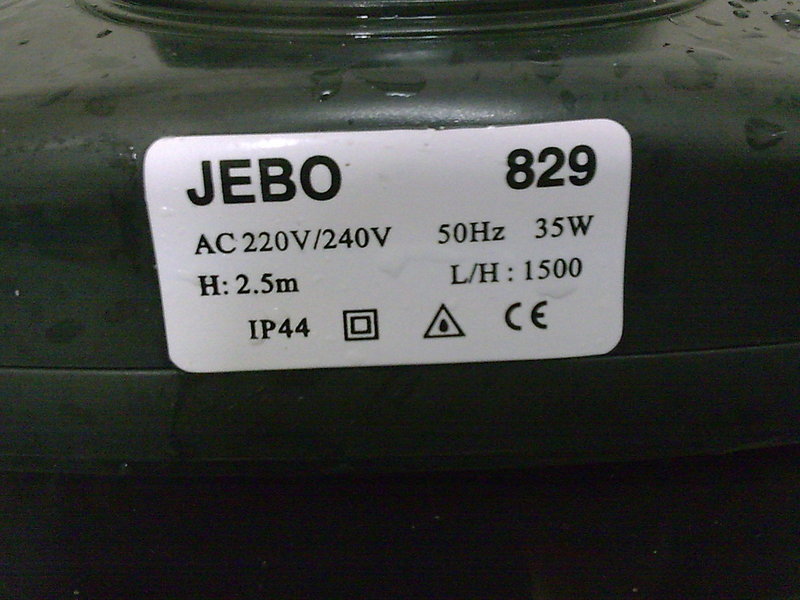 JEBO 829
AC 220V/240V 50Hz 35W
H: 2.5m L/H : 1500
IP44 CE